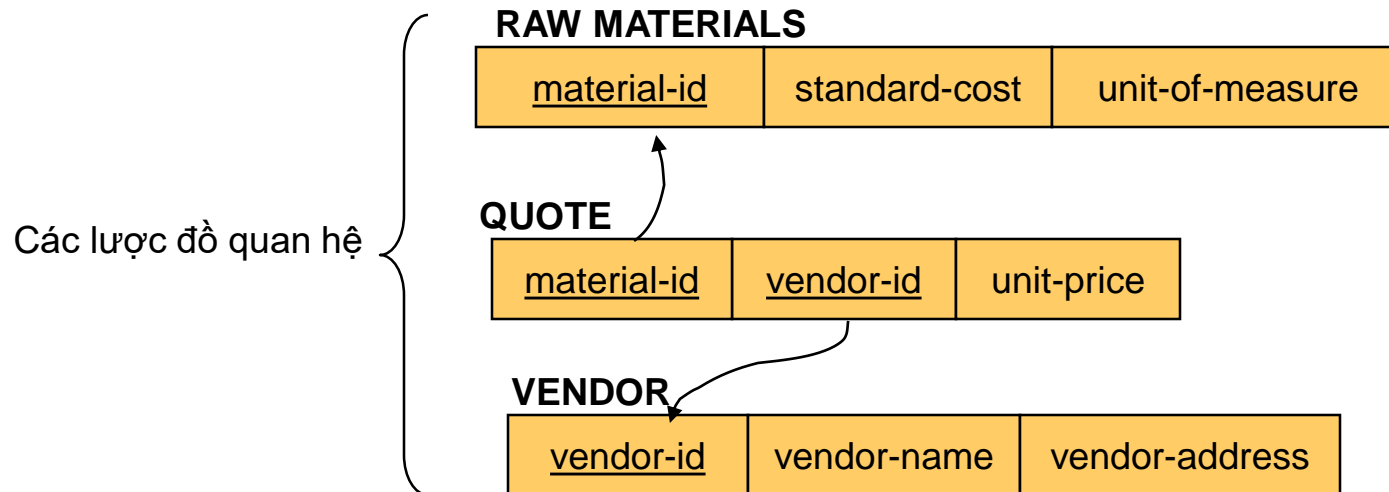 RAW MATERIALS
material-id standard-cost unit-of-measure
Các lược đồ quan hệ
QUOTE
material-id vendor-id unit-price
VENDOR
vendor-id vendor-name vendor-address